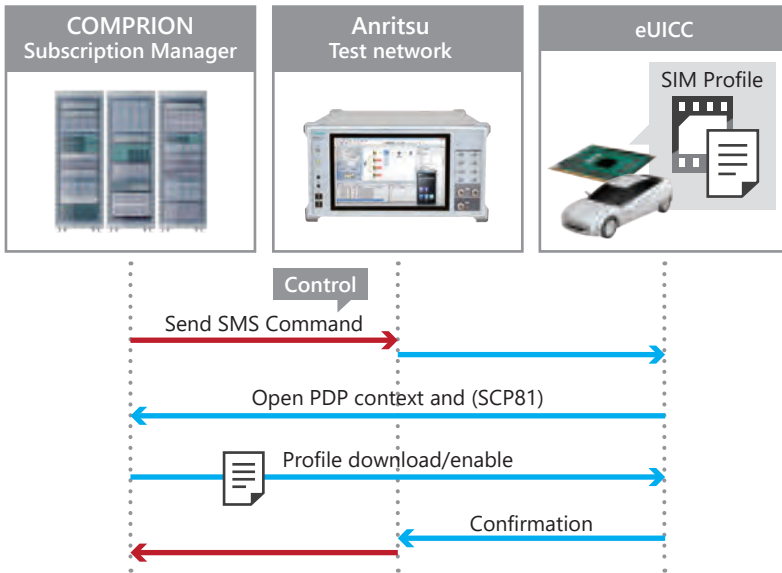 COMPRION
Subscription Manager
Anritsu
Test network
eUICC
SIM Profile
Control
Send SMS Command
Open PDP context and (SCP81)
Profile download/enable
Confirmation